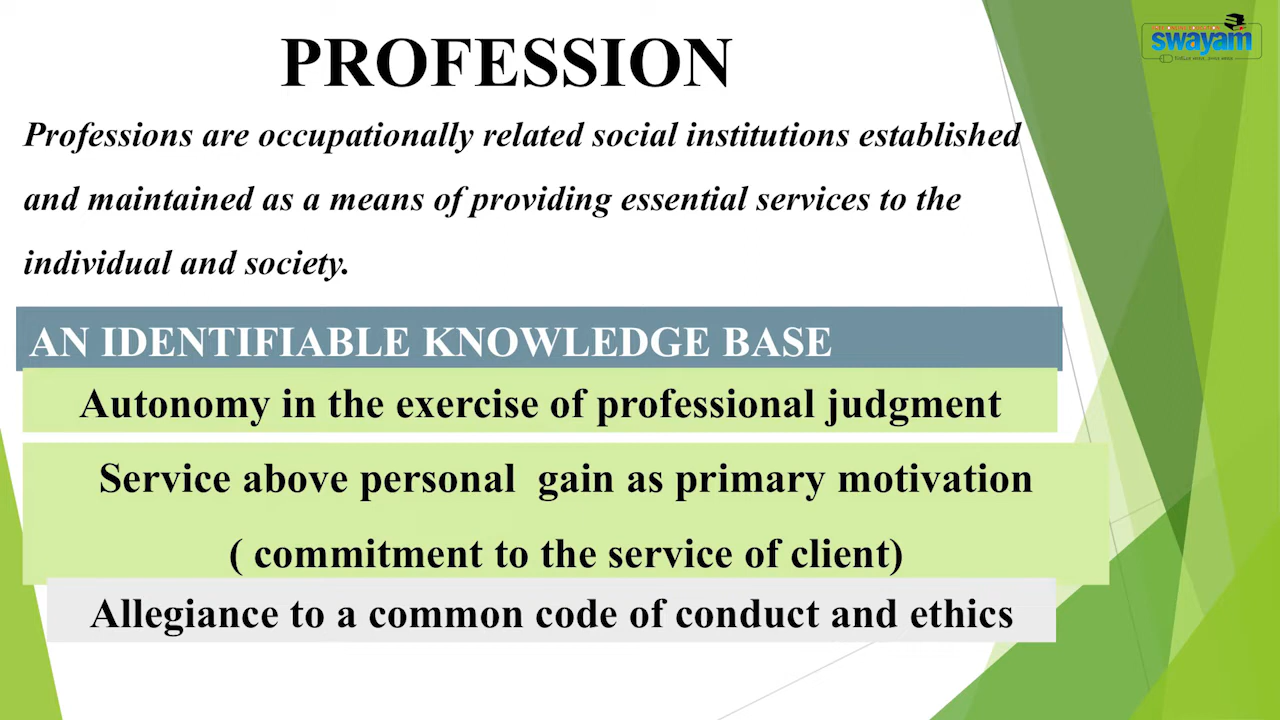 swayam
PROFESSION
Professions are occupationally related social institutions established
and maintained as a means of providing essential services to the
individual and society.
AN IDENTIFIABLE KNOWLEDGE BASE
Autonomy in the exercise of professional judgment
Service above personal  gain as primary motivation
( commitment to the service of client)
Allegiance to a common code of conduct and ethics